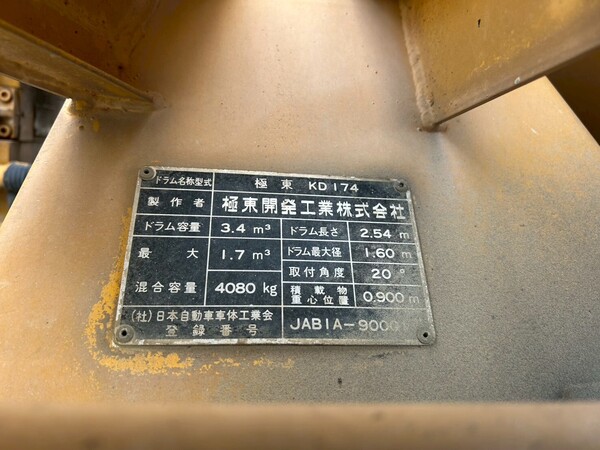 ドラム名称型式 極東 KD174
製作者 極東開発工業株式会社
ドラム容量 3.4 m³ ドラム長さ 2.54 m
最大 1.7 m³ ドラム最大径 1.60 m
混合容量 4080 kg 取付角度 20°
積載物重心位置 0.900 m
(社)日本自動車車体工業会
登録番号 JABIA-9000